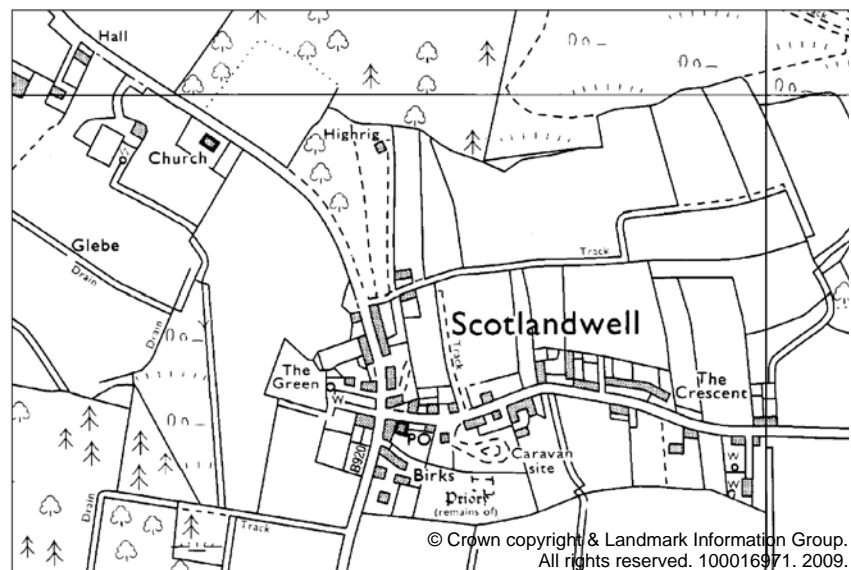 Hall
Track
Church
Highrig
Glebe
Drain
Track
Drain
Scotlandwell
Track
The
Green
W
The
Crescent
PO
B920
Caravan
site
W
Birks
Priory
(remains of)
W
Drain
Track
© Crown copyright & Landmark Information Group.
All rights reserved. 100016971. 2009.